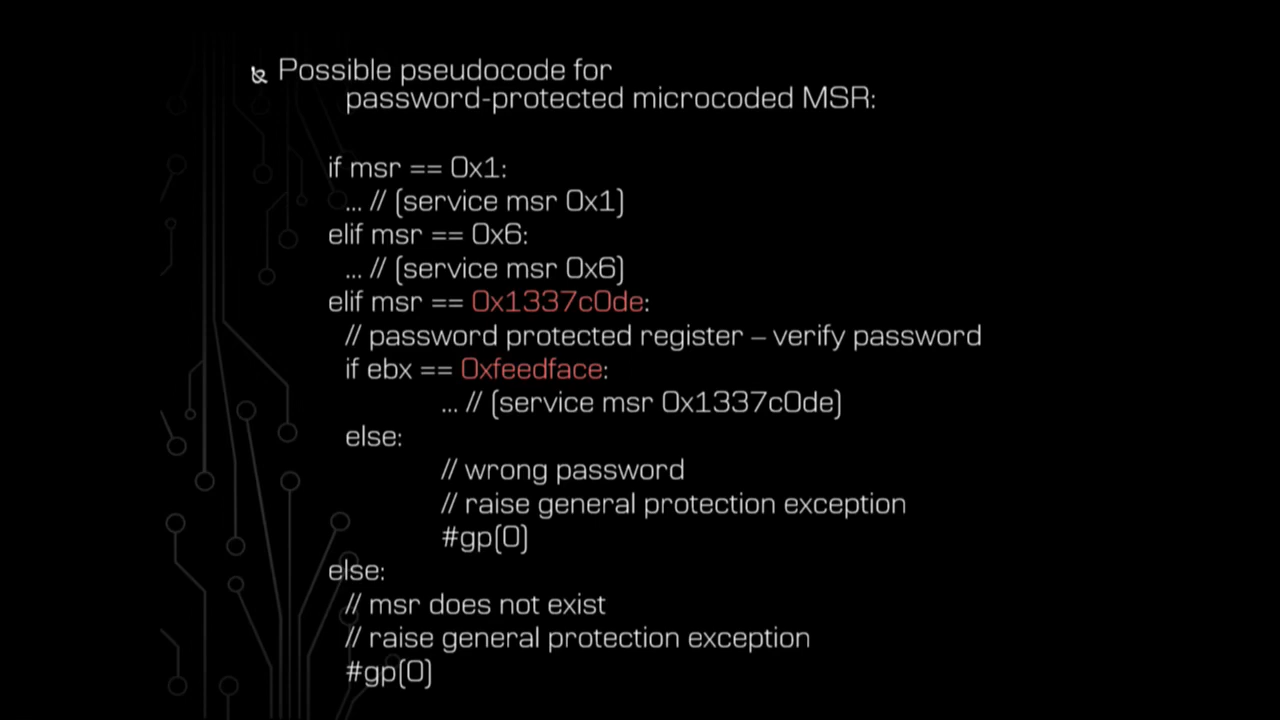 Possible pseudocode for
password-protected microcoded MSR:
if msr == 0x1:
... // (service msr 0x1)
elif msr == 0x6:
... // (service msr 0x6)
elif msr == 0x1337c0de:
// password protected register – verify password
if ebx == 0xfeedface:
... // (service msr 0x1337c0de)
else:
// wrong password
// raise general protection exception
#gp(0)
else:
// msr does not exist
// raise general protection exception
#gp(0)